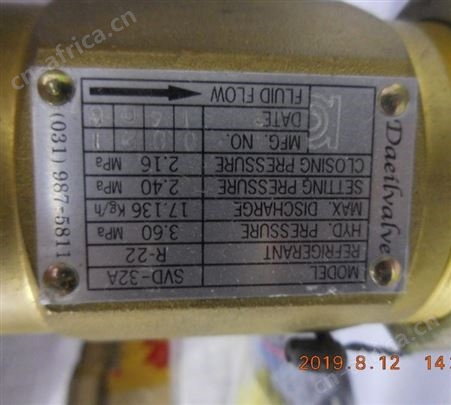 Daeilvalve
MODEL SVD-32A
REFRIGERANT R-22
HYD. PRESSURE 3.60 MPa
MAX. DISCHARGE 17.136 Kg/h
SETTING PRESSURE 2.40 MPa
CLOSING PRESSURE 2.16 MPa
MFG. NO.
DATE
FLUID FLOW
(031) 987-5811
2019.8.12 14
cnafrica.cn